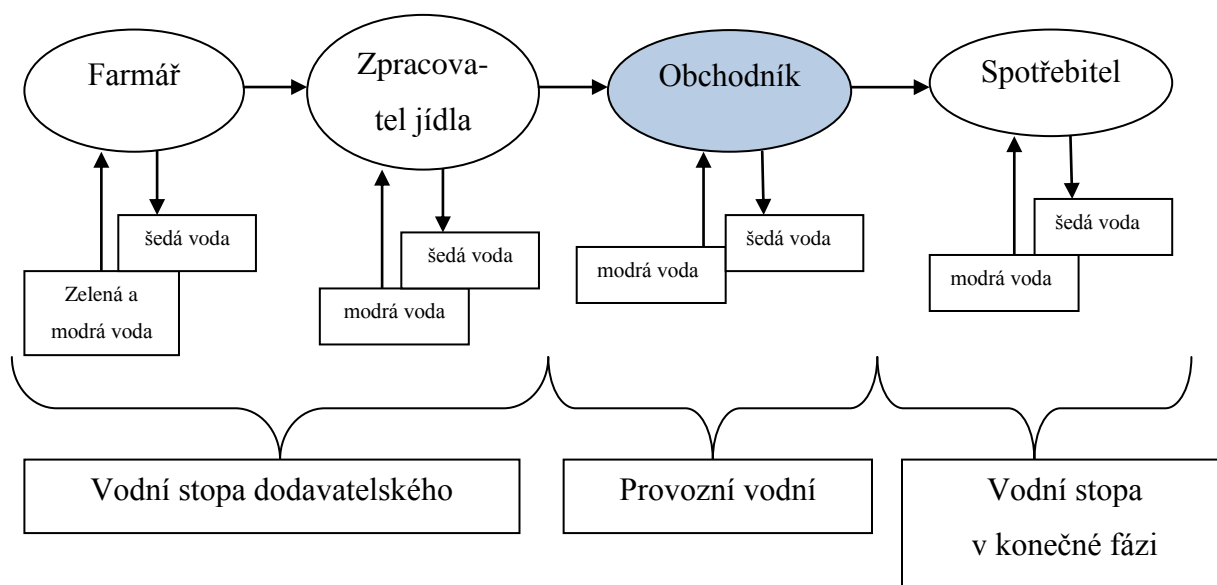 Farmář
Zpracova-
tel jídla
Obchodník
Spotřebitel
šedá voda
Zelená a
modrá voda
šedá voda
modrá voda
šedá voda
modrá voda
šedá voda
modrá voda
Vodní stopa dodavatelského
Provozní vodní
Vodní stopa
v konečné fázi